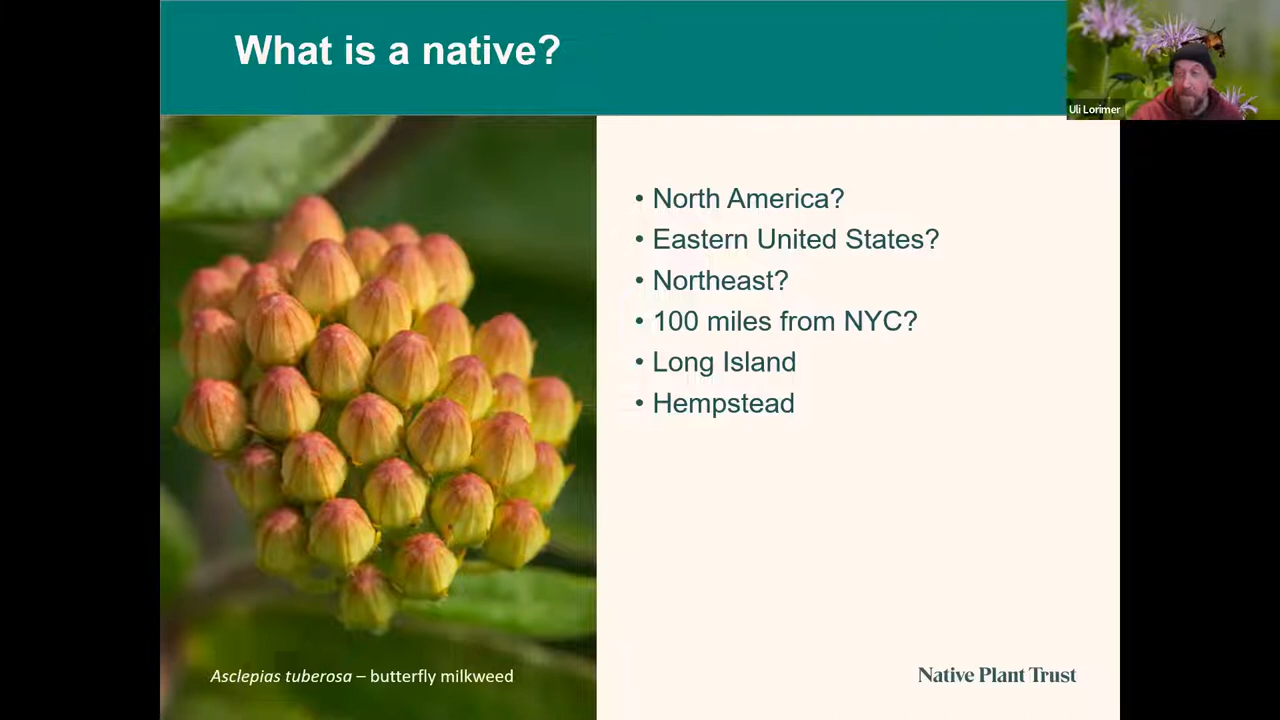 What is a native?
Uli Lorimer
• North America?
• Eastern United States?
• Northeast?
• 100 miles from NYC?
• Long Island
• Hempstead
Asclepias tuberosa – butterfly milkweed
Native Plant Trust